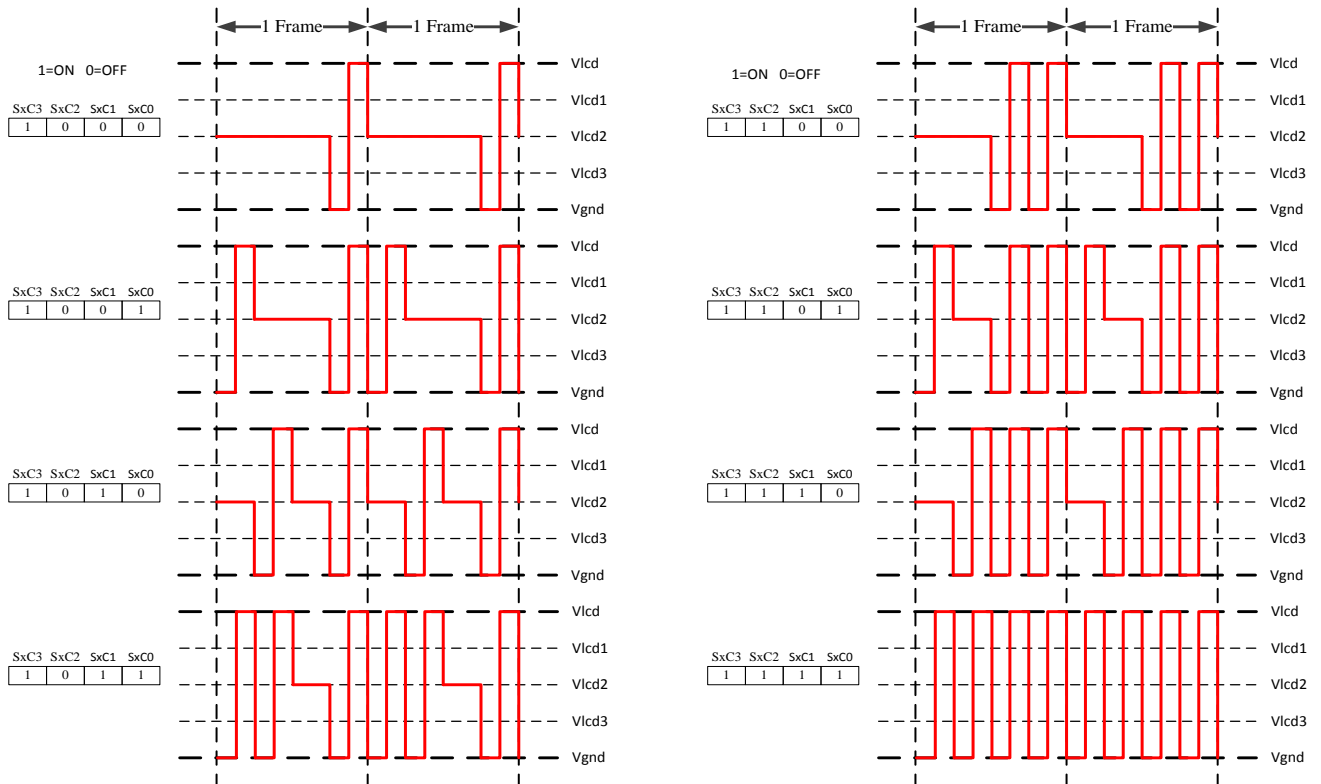 1 Frame 1 Frame
1=ON 0=OFF
Vlcd
Vlcd1
SxC3 SxC2 SxC1 SxC0
1 0 0 0
Vlcd2
Vlcd3
Vgnd
Vlcd
Vlcd1
SxC3 SxC2 SxC1 SxC0
1 0 0 1
Vlcd2
Vlcd3
Vgnd
Vlcd
Vlcd1
SxC3 SxC2 SxC1 SxC0
1 0 1 0
Vlcd2
Vlcd3
Vgnd
Vlcd
Vlcd1
SxC3 SxC2 SxC1 SxC0
1 0 1 1
Vlcd2
Vlcd3
Vgnd
1 Frame 1 Frame
1=ON 0=OFF
Vlcd
Vlcd1
SxC3 SxC2 SxC1 SxC0
1 1 0 0
Vlcd2
Vlcd3
Vgnd
Vlcd
Vlcd1
SxC3 SxC2 SxC1 SxC0
1 1 0 1
Vlcd2
Vlcd3
Vgnd
Vlcd
Vlcd1
SxC3 SxC2 SxC1 SxC0
1 1 1 0
Vlcd2
Vlcd3
Vgnd
Vlcd
Vlcd1
SxC3 SxC2 SxC1 SxC0
1 1 1 1
Vlcd2
Vlcd3
Vgnd